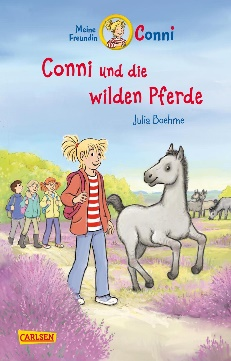 Meine
Freundin
Conni
Conni und die
wilden Pferde
Julia Boehme
CARLSEN